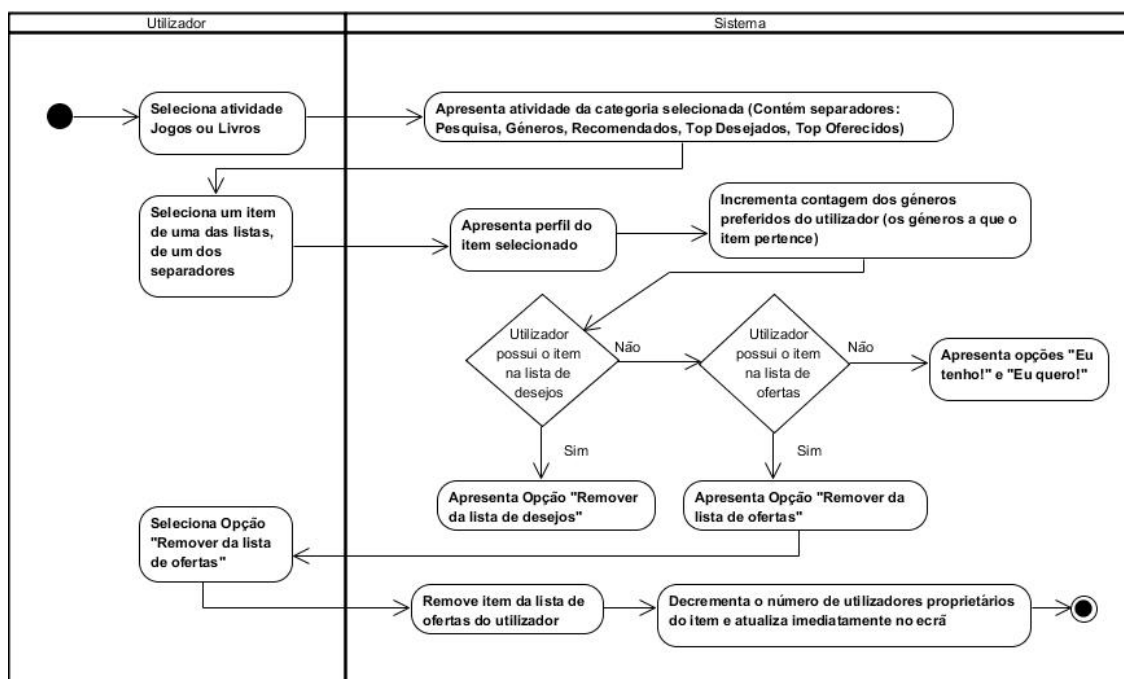 Utilizador
Sistema
Seleciona atividade
Jogos ou Livros
Apresenta atividade da categoria selecionada (Contém separadores:
Pesquisa, Géneros, Recomendados, Top Desejados, Top Oferecidos)
Seleciona um item
de uma das listas,
de um dos
separadores
Apresenta perfil do
item selecionado
Incrementa contagem dos géneros
preferidos do utilizador (os géneros a que o
item pertence)
Utilizador
possui o item
na lista de
desejos
Não
Utilizador
possui o item
na lista de
ofertas
Não
Apresenta opções "Eu
tenho!" e "Eu quero!"
Sim
Sim
Apresenta Opção "Remover
da lista de desejos"
Apresenta Opção "Remover da
lista de ofertas"
Seleciona Opção
"Remover da lista
de ofertas"
Remove item da lista de
ofertas do utilizador
Decrementa o número de utilizadores proprietários
do item e atualiza imediatamente no ecrã